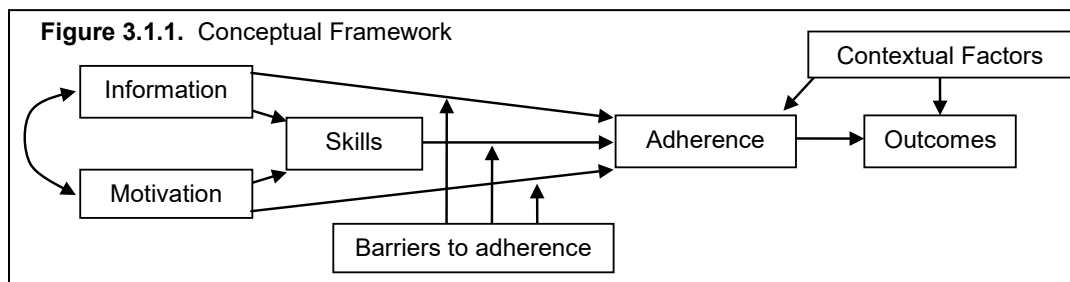 Figure 3.1.1. Conceptual Framework
Contextual Factors
Information
Skills
Adherence
Outcomes
Motivation
Barriers to adherence